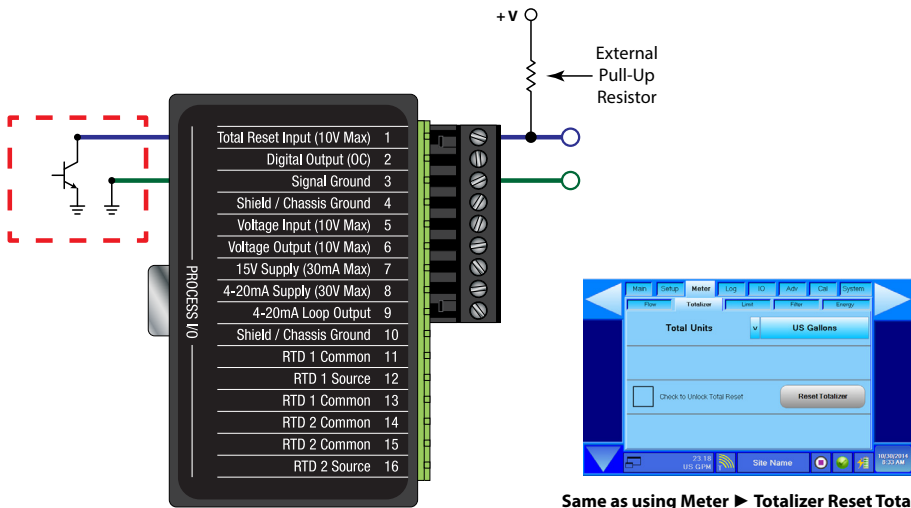 +V
External
Pull-Up
Resistor
Total Reset Input (10V Max) 1
Digital Output (OC) 2
Signal Ground 3
Shield / Chassis Ground 4
Voltage Input (10V Max) 5
Voltage Output (10V Max) 6
15V Supply (30mA Max) 7
4-20mA Supply (30V Max) 8
4-20mA Loop Output 9
Shield / Chassis Ground 10
RTD 1 Common 11
RTD 1 Source 12
RTD 1 Common 13
RTD 2 Common 14
RTD 2 Common 15
RTD 2 Source 16
PROCESS I/O
Main Setup Meter Log IO Adv Cal System
Flow Totalizer Limit Filter Energy
Total Units v US Gallons
Check to Unlock Total Reset Reset Totalizer
23.18
US GPM Site Name
10/30/2014
8:33 AM
Same as using Meter ► Totalizer Reset Tota